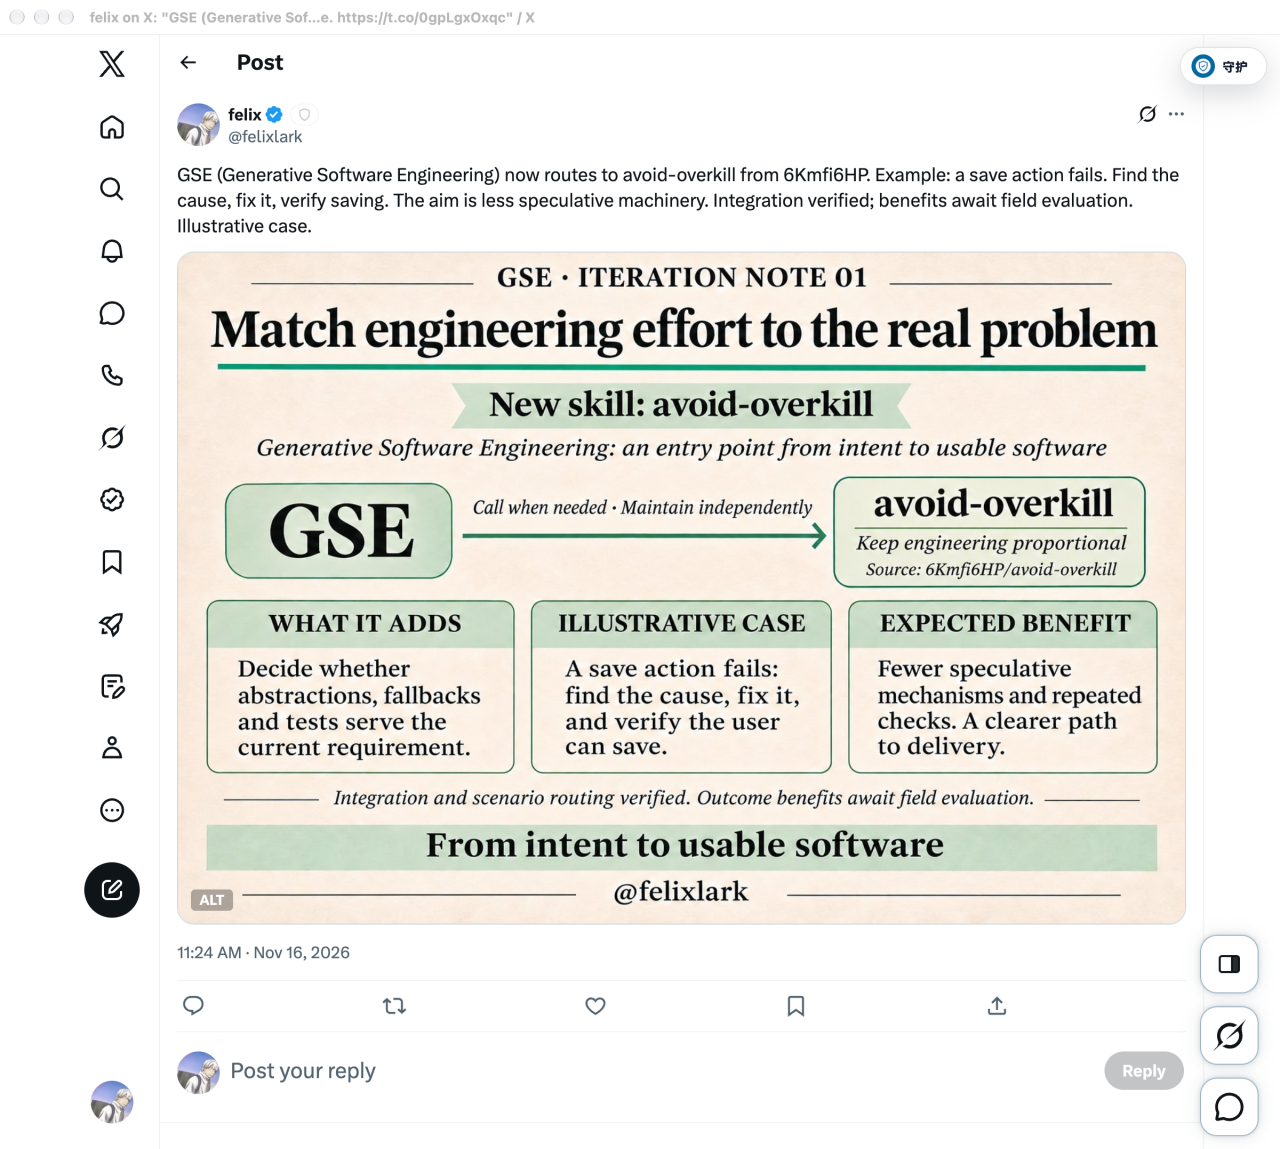 felix on X: "GSE (Generative Sof...e. https://t.co/0gpLgxOxqc" / X
Post
守护
felix
@felixlark
GSE (Generative Software Engineering) now routes to avoid-overkill from 6Kmfi6HP. Example: a save action fails. Find the
cause, fix it, verify saving. The aim is less speculative machinery. Integration verified; benefits await field evaluation.
Illustrative case.
GSE · ITERATION NOTE 01
Match engineering effort to the real problem
New skill: avoid-overkill
Generative Software Engineering: an entry point from intent to usable software
GSE
Call when needed · Maintain independently
avoid-overkill
Keep engineering proportional
Source: 6Kmfi6HP/avoid-overkill
WHAT IT ADDS
Decide whether
abstractions, fallbacks
and tests serve the
current requirement.
ILLUSTRATIVE CASE
A save action fails:
find the cause, fix it,
and verify the user
can save.
EXPECTED BENEFIT
Fewer speculative
mechanisms and repeated
checks. A clearer path
to delivery.
Integration and scenario routing verified. Outcome benefits await field evaluation.
From intent to usable software
@felixlark
ALT
11:24 AM · Nov 16, 2026
Post your reply
Reply